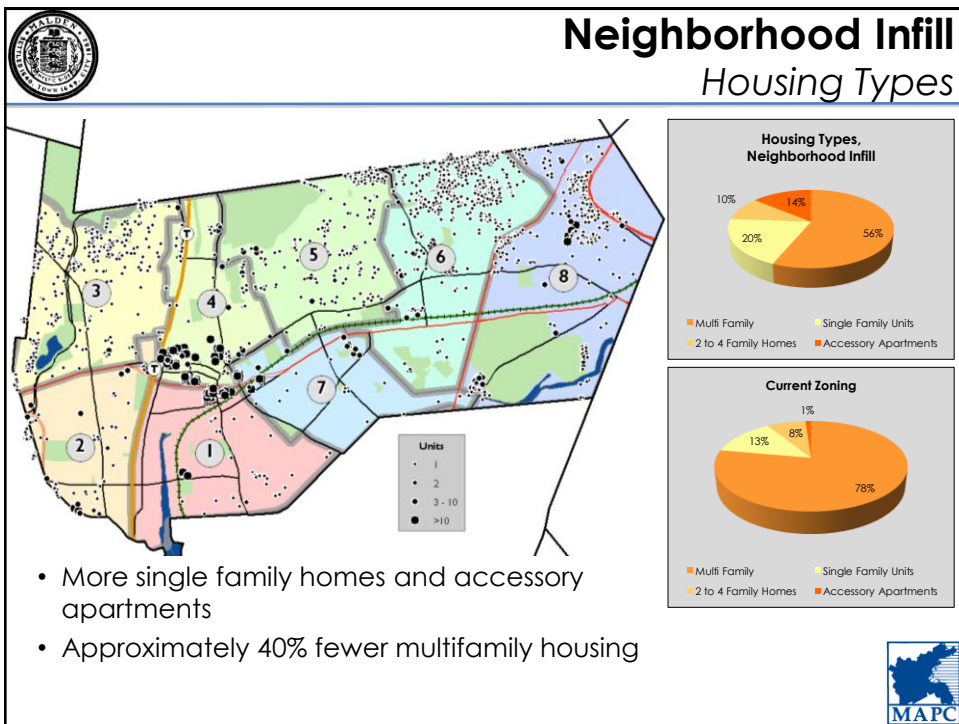 MALDEN
Neighborhood Infill
Housing Types
T
3
4
5
6
8
T
7
2
1
Units
1
2
3 - 10
>10
Housing Types,
Neighborhood Infill
10%
14%
20%
56%
Multi Family
Single Family Units
2 to 4 Family Homes
Accessory Apartments
Current Zoning
1%
13%
8%
78%
Multi Family
Single Family Units
2 to 4 Family Homes
Accessory Apartments
• More single family homes and accessory
apartments
• Approximately 40% fewer multifamily housing
MAPC